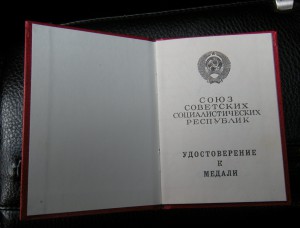 СОЮЗ
СОВЕТСКИХ
СОЦИАЛИСТИЧЕСКИХ
РЕСПУБЛИК
УДОСТОВЕРЕНИЕ
К
МЕДАЛИ